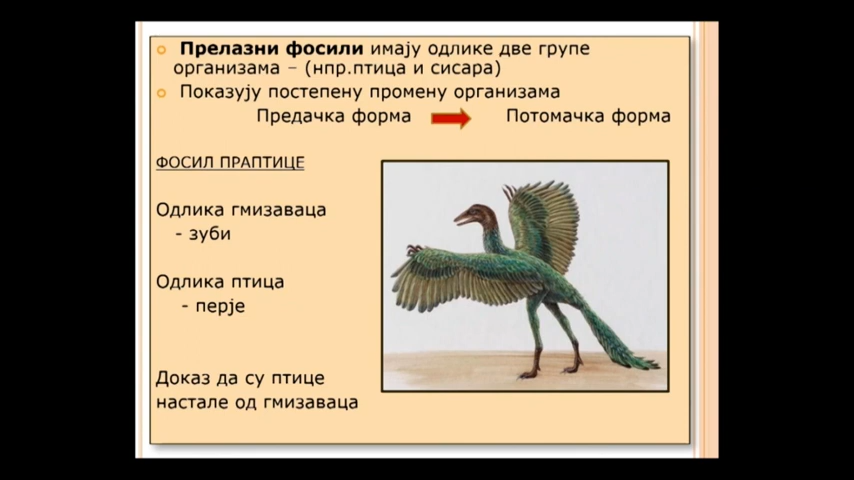 Прелазни фосили имају одлике две групе
организама – (нпр.птица и сисара)
Показују постепену промену организама
Предачка форма Потомачка форма
ФОСИЛ ПРАПТИЦЕ
Одлика гмизаваца
- зуби
Одлика птица
- перје
Доказ да су птице
настале од гмизаваца